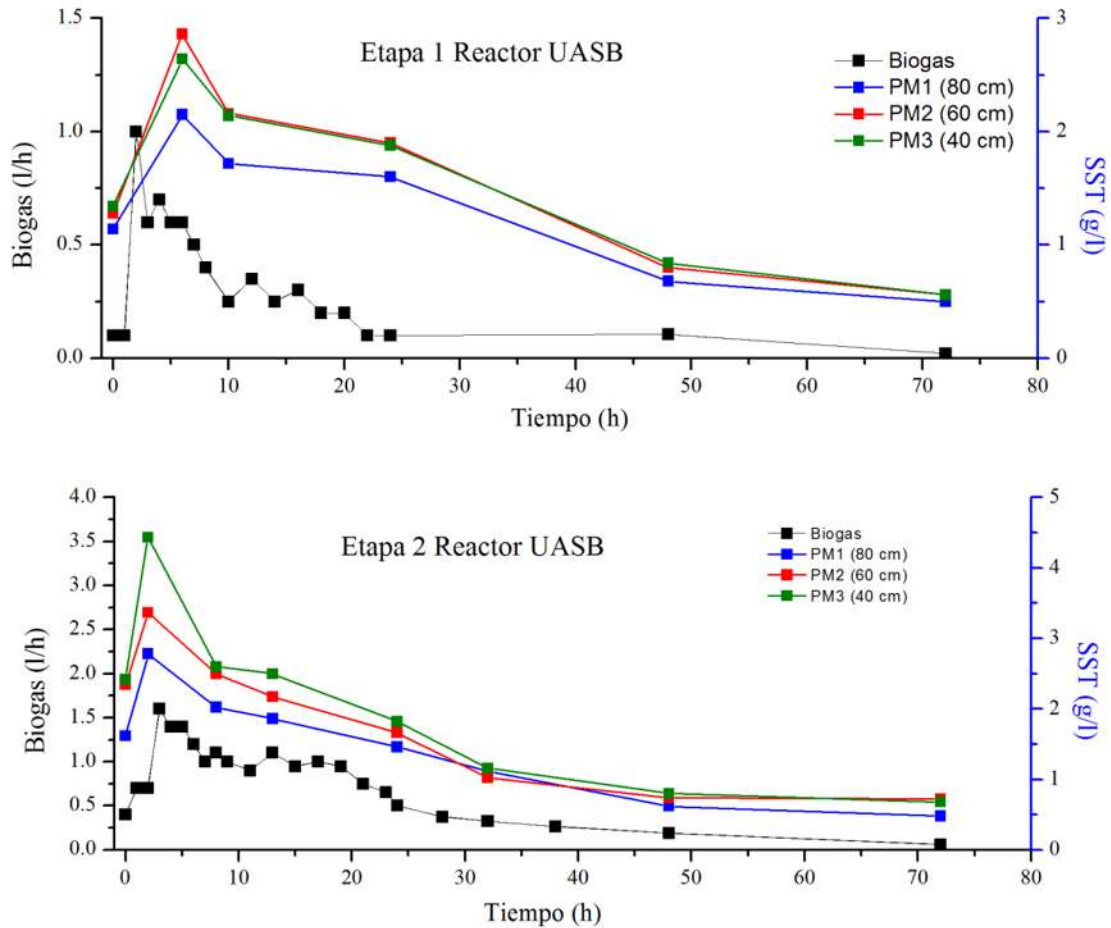 Etapa 1 Reactor UASB
Biogas
PM1 (80 cm)
PM2 (60 cm)
PM3 (40 cm)
Biogas (l/h)
1.5
1.0
0.5
0.0
SST (g/l)
3
2
1
0
0 10 20 30 40 50 60 70 80
Tiempo (h)
Etapa 2 Reactor UASB
Biogas
PM1 (80 cm)
PM2 (60 cm)
PM3 (40 cm)
Biogas (l/h)
4.0
3.5
3.0
2.5
2.0
1.5
1.0
0.5
0.0
SST (g/l)
5
4
3
2
1
0
0 10 20 30 40 50 60 70 80
Tiempo (h)